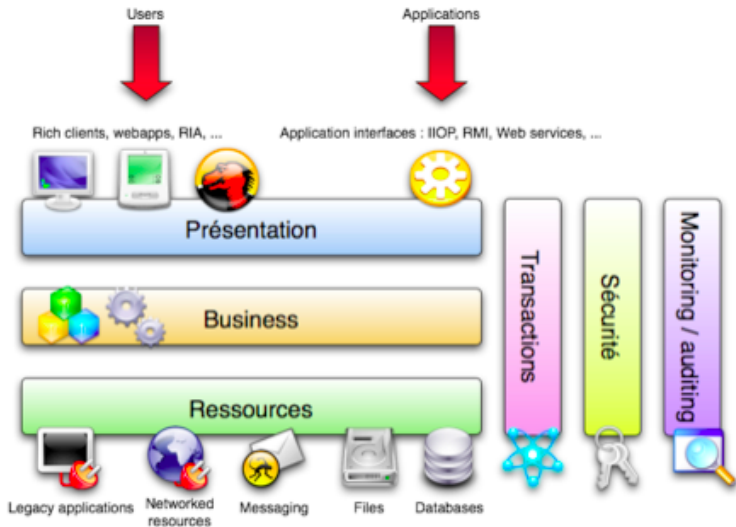 Users
Applications
Rich clients, webapps, RIA, ...
Application interfaces : IIOP, RMI, Web services, ...
Présentation
Business
Ressources
Transactions
Sécurité
Monitoring / auditing
Legacy applications
Networked
resources
Messaging
Files
Databases